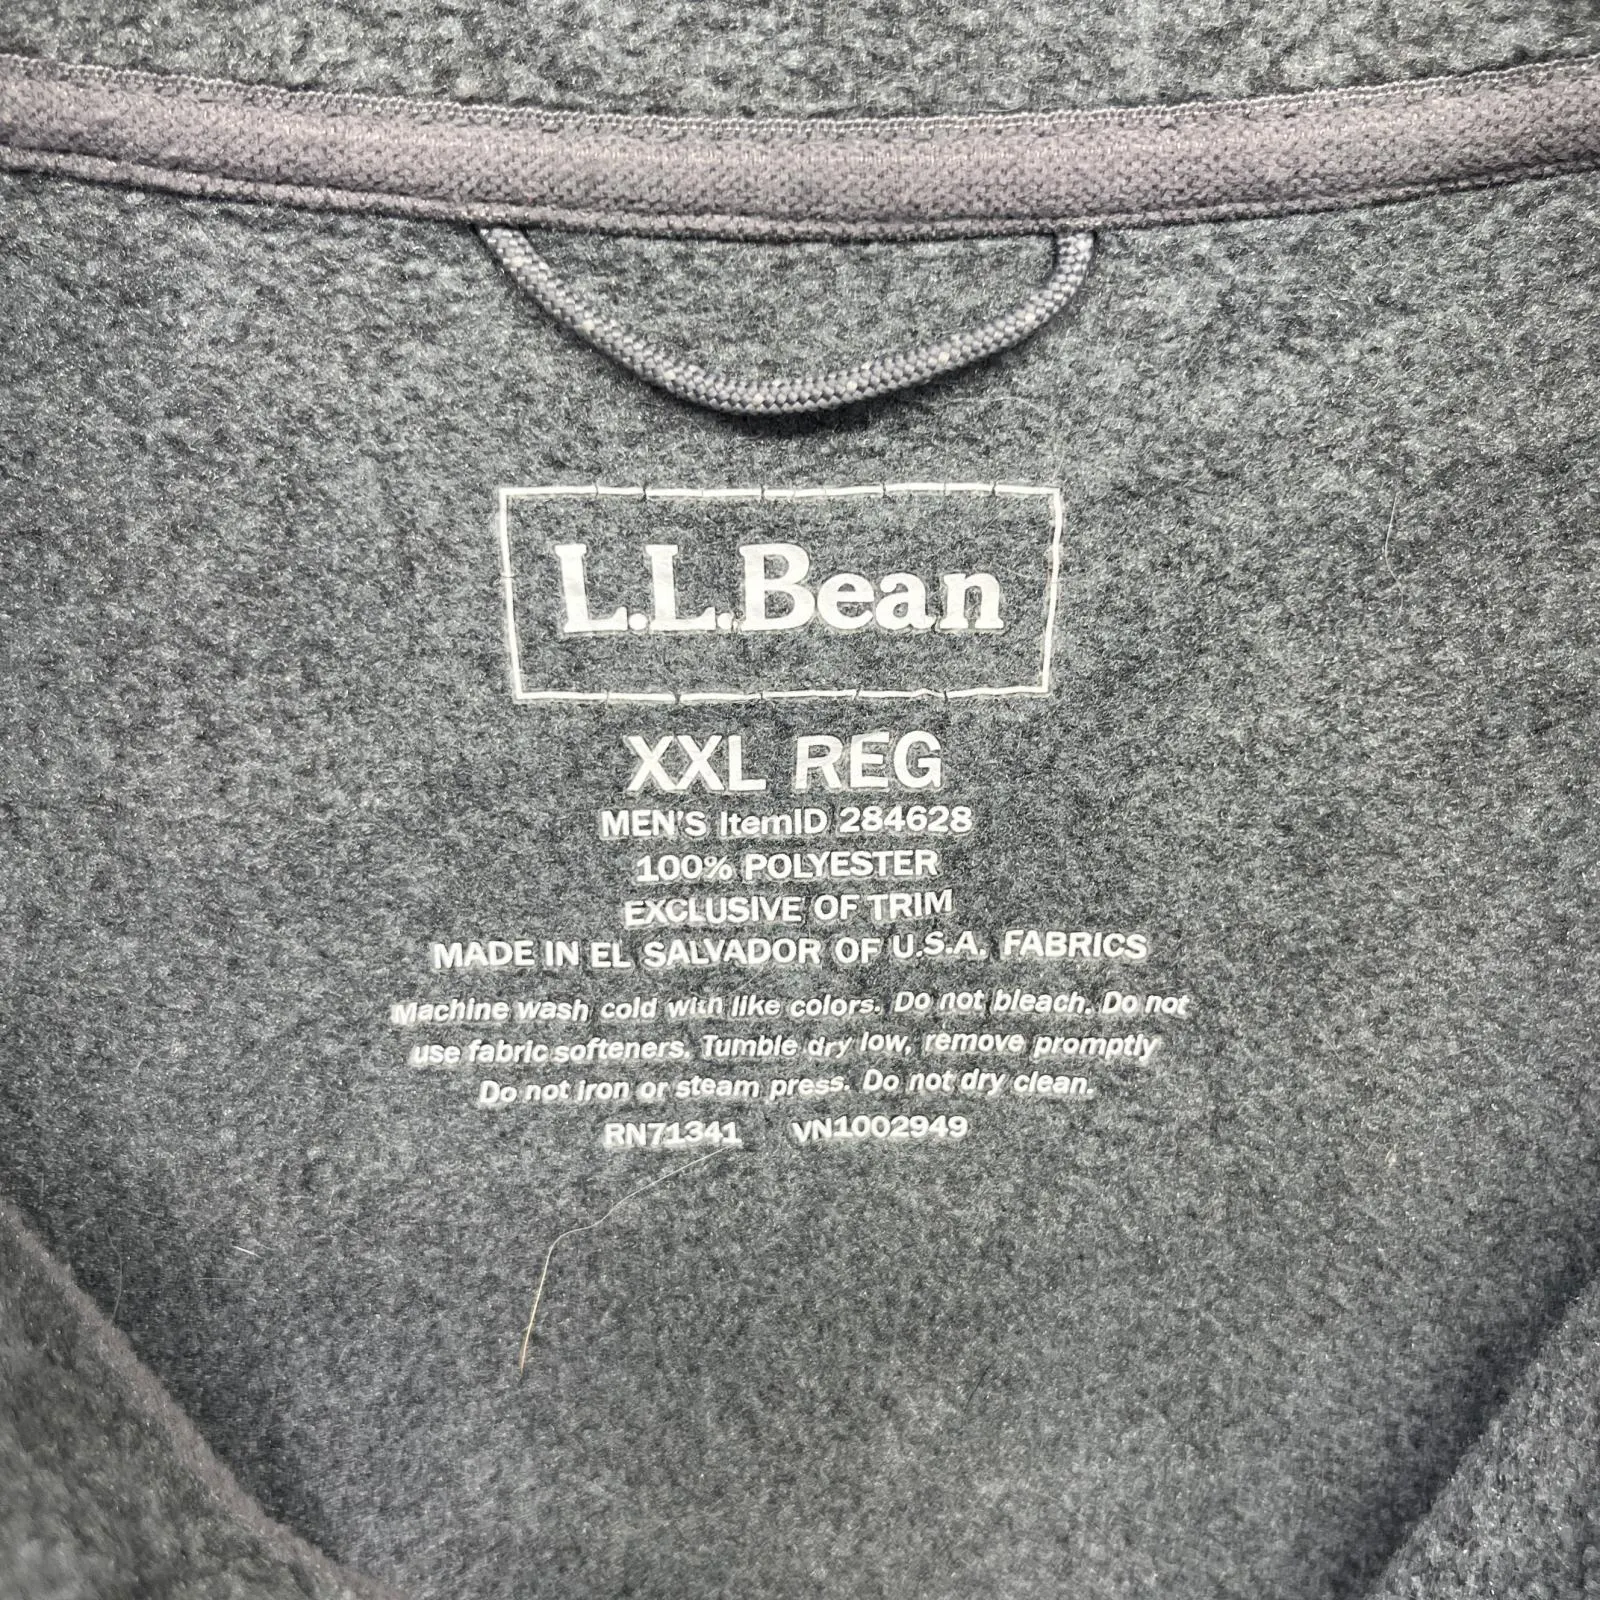 L.L.Bean
XXL REG
MEN'S ItemID 284628
100% POLYESTER
EXCLUSIVE OF TRIM
MADE IN EL SALVADOR OF U.S.A. FABRICS
Machine wash cold with like colors. Do not bleach. Do not
use fabric softeners. Tumble dry low, remove promptly
Do not iron or steam press. Do not dry clean.
RN71341 VN1002949